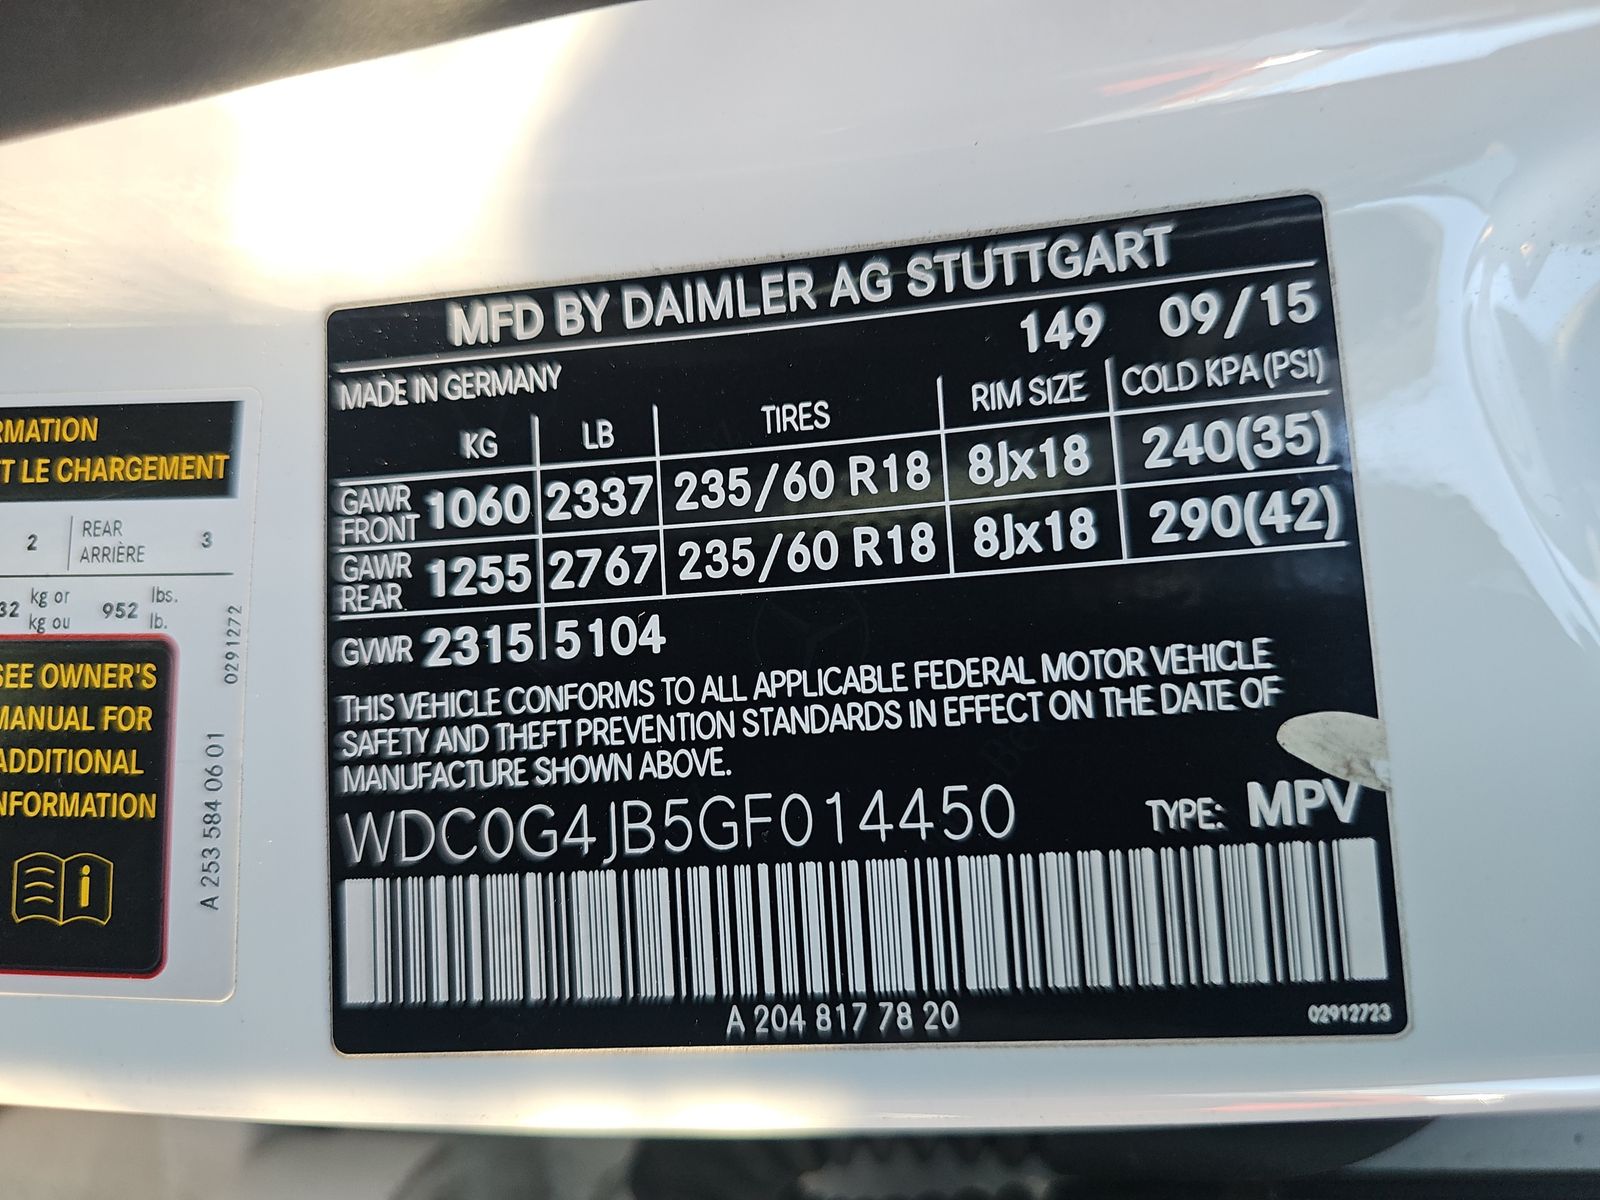 RMATION
T LE CHARGEMENT
2 REAR ARRIÈRE 3
32 kg or kg ou 952 lbs. lb.
SEE OWNER'S
MANUAL FOR
ADDITIONAL
INFORMATION
A 253 584 06 01 0291272
MFD BY DAIMLER AG STUTTGART
149 09/15
MADE IN GERMANY
KG LB TIRES RIM SIZE COLD KPA(PSI)
GAWR FRONT 1060 2337 235/60 R18 8Jx18 240(35)
GAWR REAR 1255 2767 235/60 R18 8Jx18 290(42)
GVWR 2315 5104
THIS VEHICLE CONFORMS TO ALL APPLICABLE FEDERAL MOTOR VEHICLE
SAFETY AND THEFT PREVENTION STANDARDS IN EFFECT ON THE DATE OF
MANUFACTURE SHOWN ABOVE.
WDC0G4JB5GF014450 TYPE: MPV
A 204 817 78 20 02912723